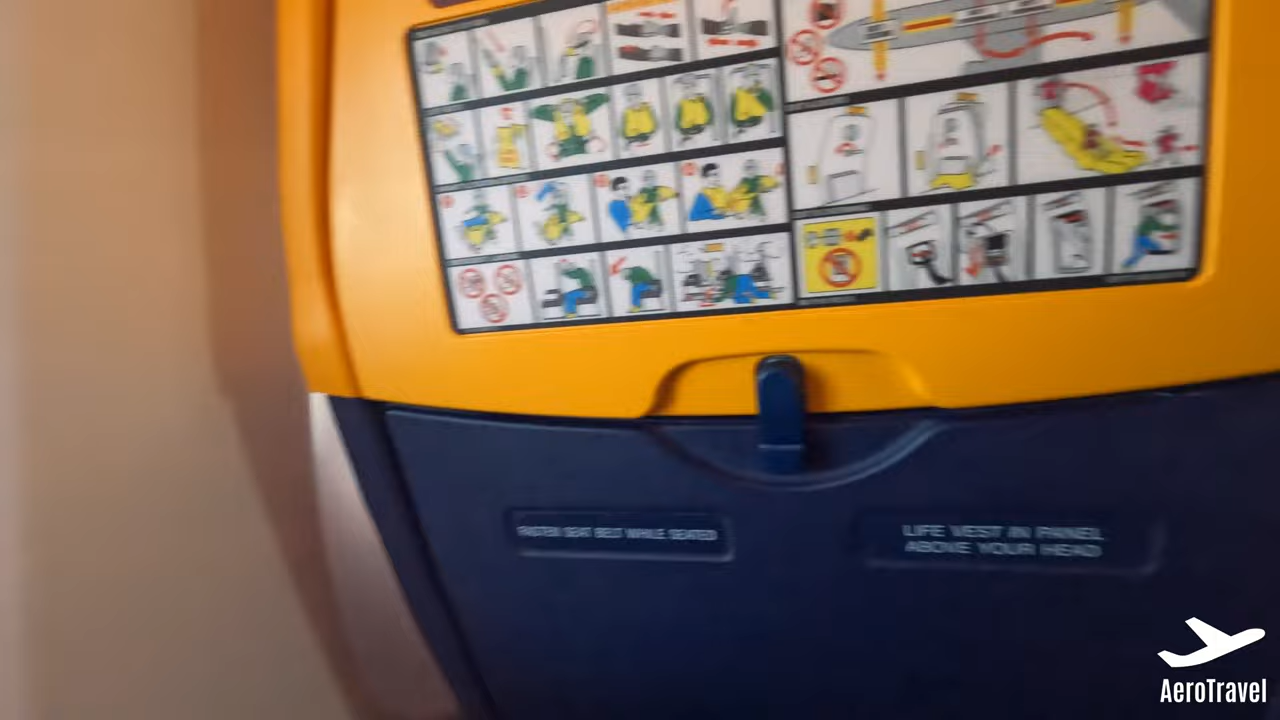 FASTEN SEAT BELT WHILE SEATED
LIFE VEST IN PANEL
ABOVE YOUR HEAD
AeroTravel